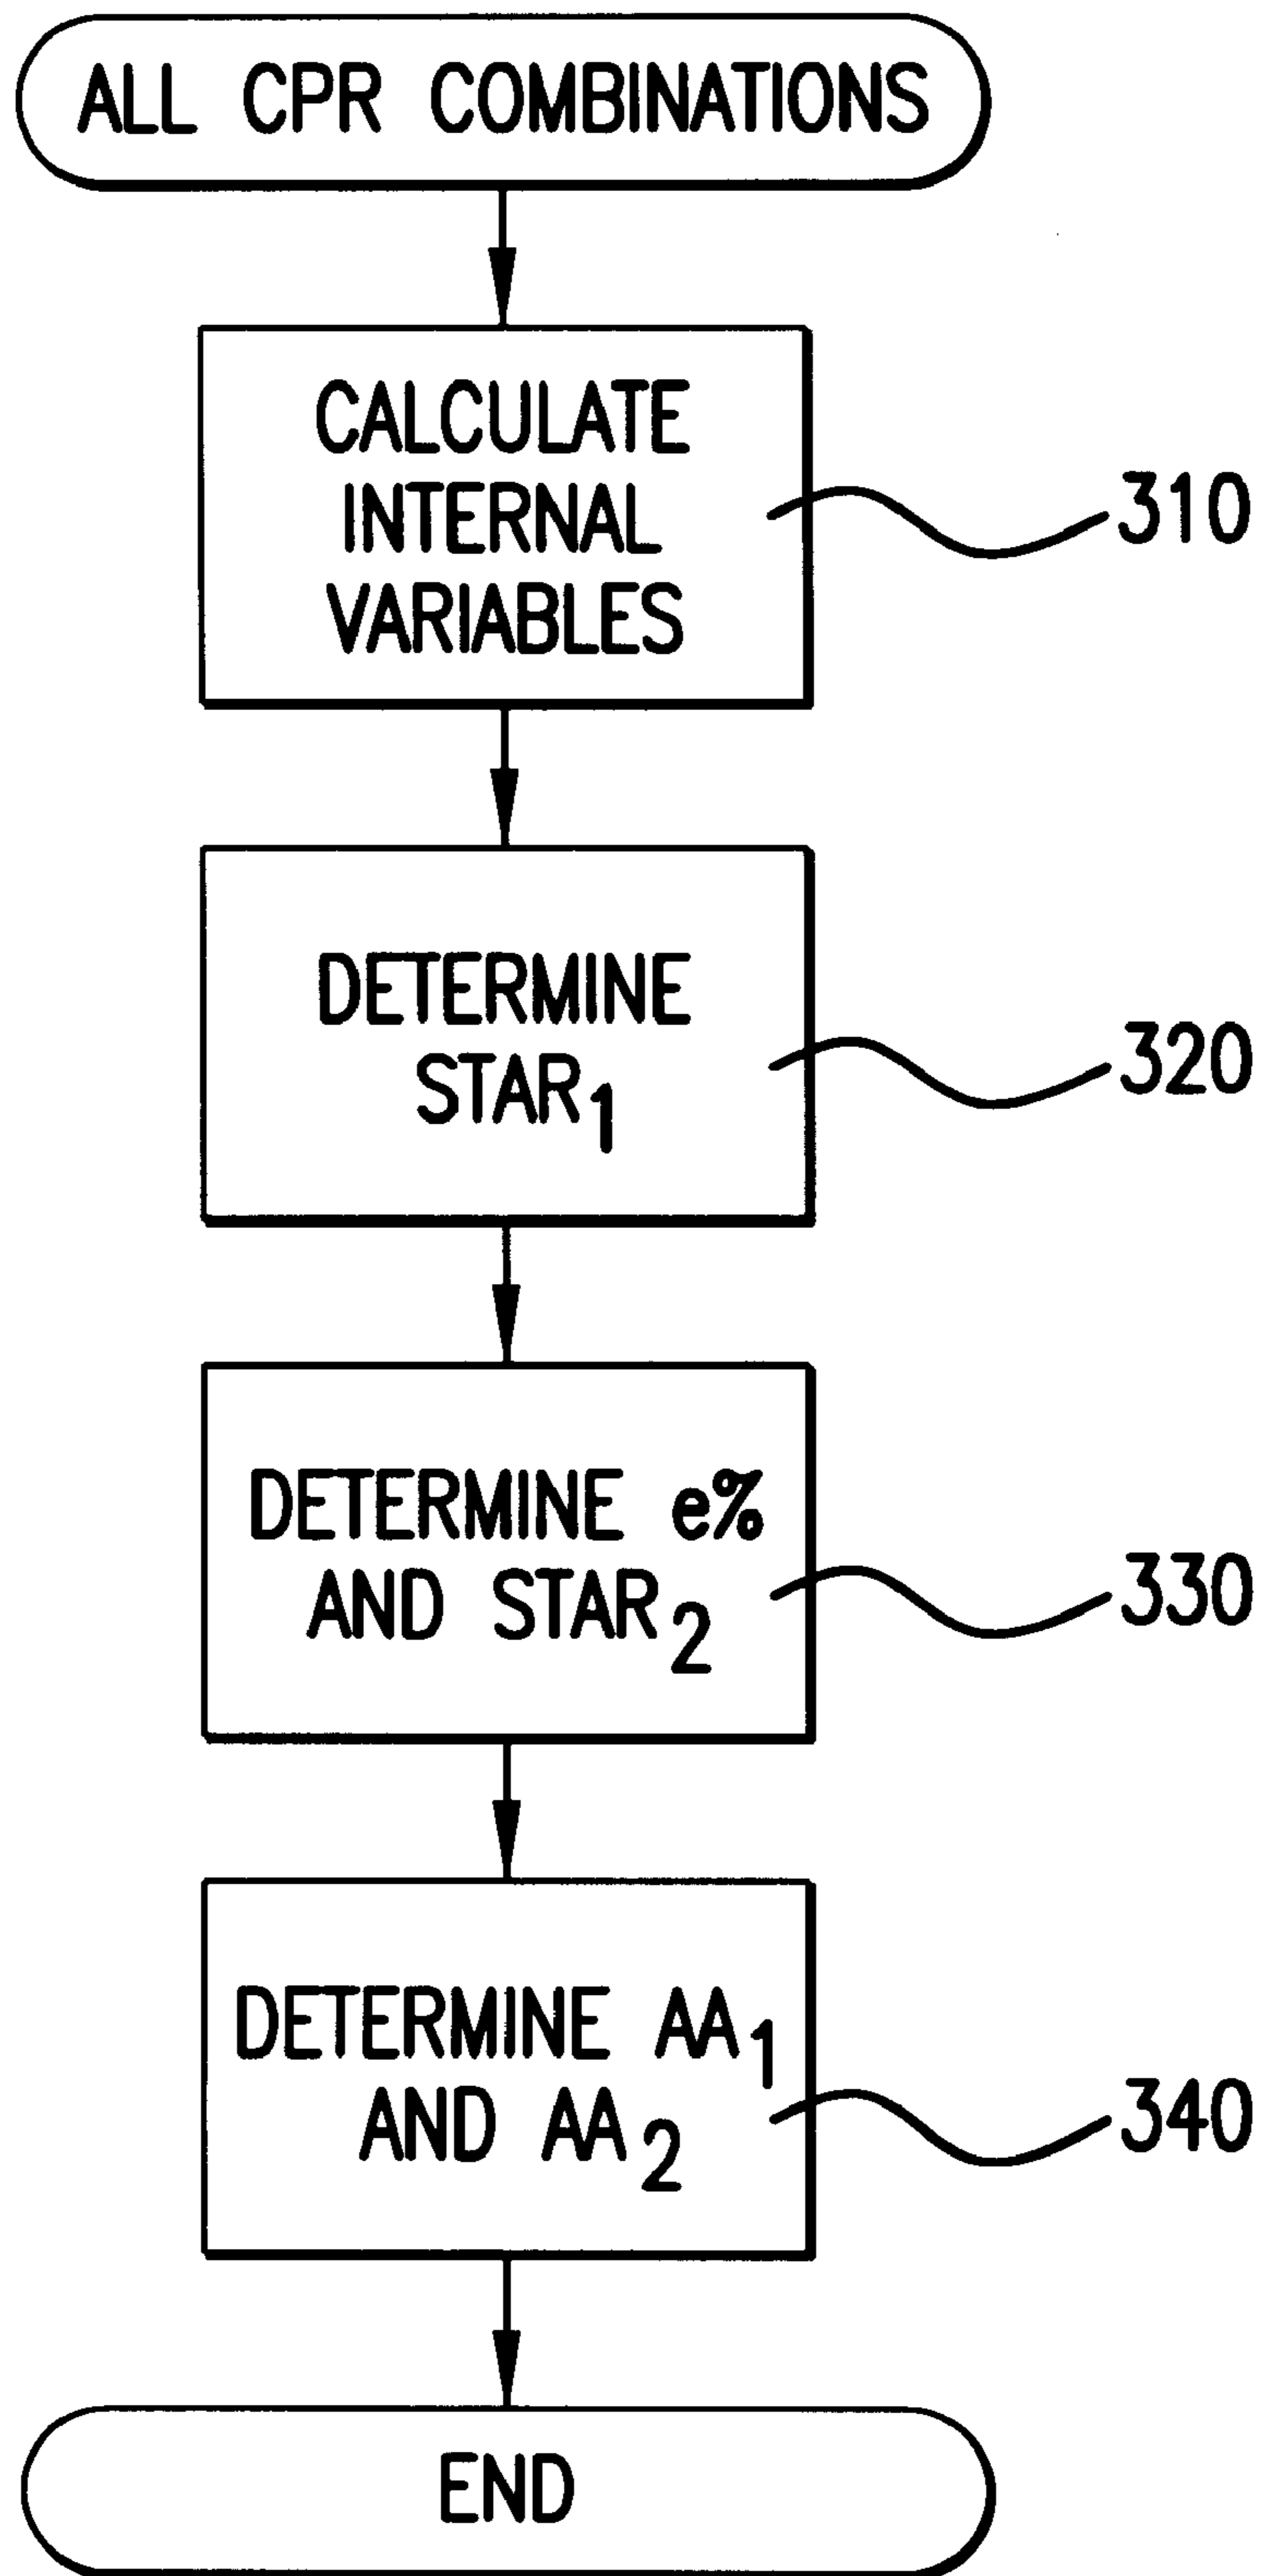 ALL CPR COMBINATIONS
CALCULATE
INTERNAL
VARIABLES
310
DETERMINE
STAR₁
320
DETERMINE e%
AND STAR₂
330
DETERMINE AA₁
AND AA₂
340
END